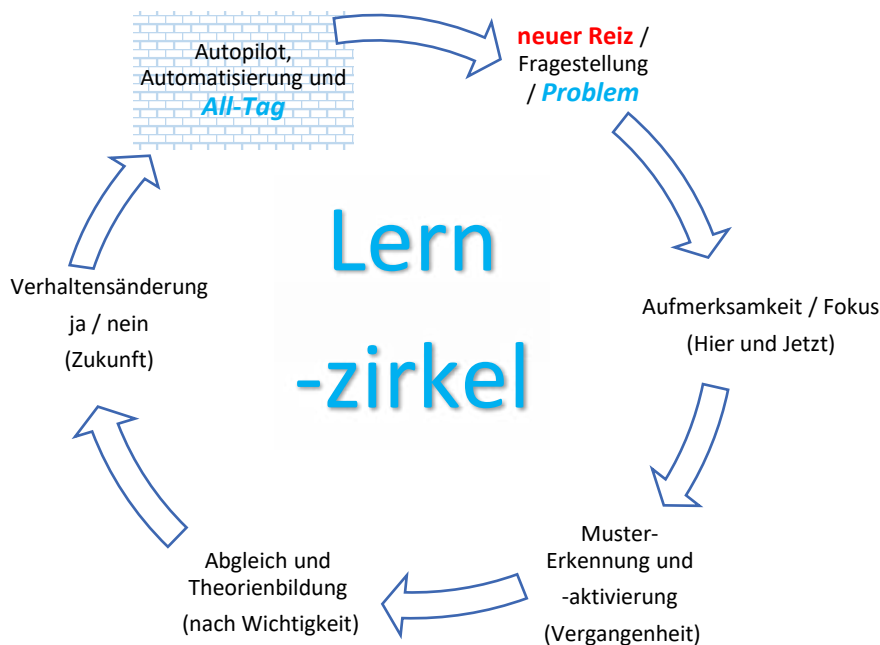 Autopilot,
Automatisierung und
All-Tag
neuer Reiz /
Fragestellung
/ Problem
Aufmerksamkeit / Fokus
(Hier und Jetzt)
Muster-
Erkennung und
-aktivierung
(Vergangenheit)
Abgleich und
Theorienbildung
(nach Wichtigkeit)
Verhaltensänderung
ja / nein
(Zukunft)
Lern
-zirkel